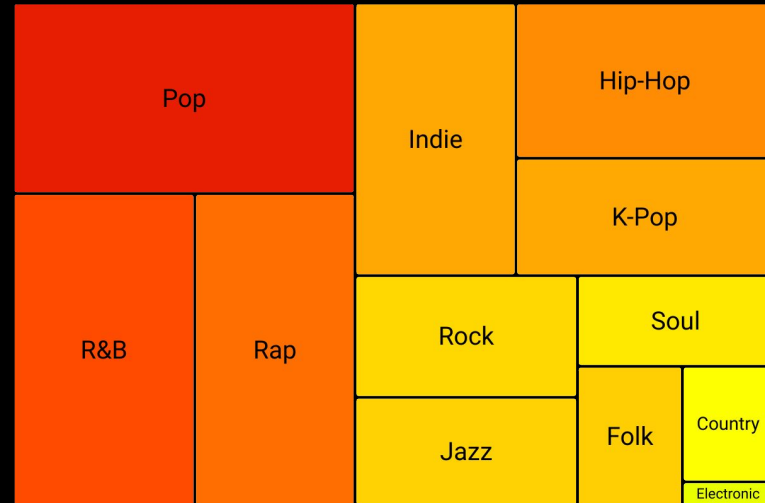 Pop
Indie
Hip-Hop
K-Pop
R&B
Rap
Rock
Soul
Jazz
Folk
Country
Electronic